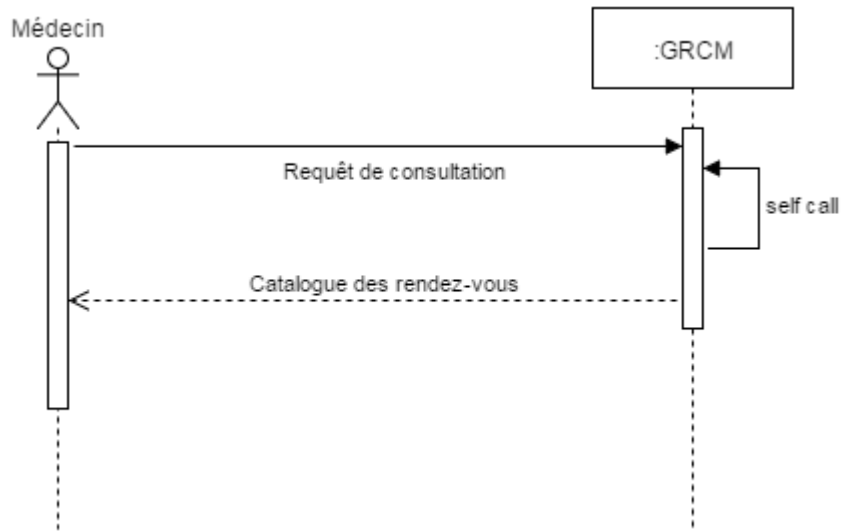 Médecin
:GRCM
Requêt de consultation
self call
Catalogue des rendez-vous